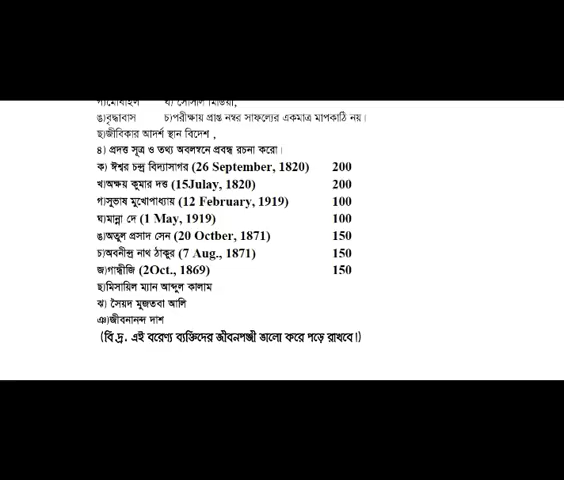 গ)মোবাইল ঘ) সোসাল মিডিয়া,
ঙ)বৃদ্ধাবাস চ)পরীক্ষায় প্রাপ্ত নম্বর সাফল্যের একমাত্র মাপকাঠি নয়।
ছ)জীবিকার আদর্শ স্থান বিদেশ ,
৪) প্রদত্ত সূত্র ও তথ্য অবলম্বনে প্রবন্ধ রচনা করো।
ক) ঈশ্বর চন্দ্র বিদ্যাসাগর (26 September, 1820) 200
খ)অক্ষয় কুমার দত্ত (15Julay, 1820) 200
গ)সুভাষ মুখোপাধ্যায় (12 February, 1919) 100
ঘ)মান্না দে (1 May, 1919) 100
ঙ)অতুল প্রসাদ সেন (20 Octber, 1871) 150
চ)অবনীন্দ্র নাথ ঠাকুর (7 Aug., 1871) 150
জ)গান্ধীজি (2Oct., 1869) 150
ছ)মিসায়িল ম্যান আব্দুল কালাম
ঝ) সৈয়দ মুজতবা আলি
ঞ)জীবনানন্দ দাশ
(বি দ্র. এই বরেণ্য ব্যক্তিদের জীবনপঞ্জী ভালো করে পড়ে রাখবে।)